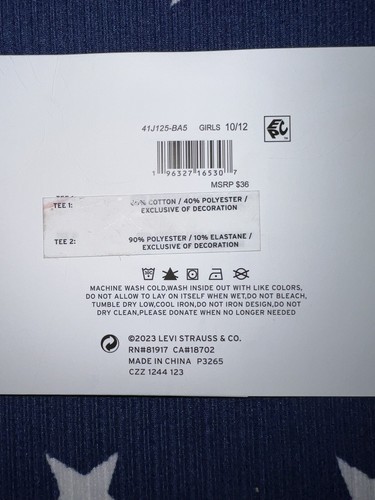 41J125-BA5 GIRLS 10/12
EPC
1 96327 16530 7
MSRP $36
TEE 1: COTTON / 40% POLYESTER /
EXCLUSIVE OF DECORATION
TEE 2: 90% POLYESTER / 10% ELASTANE /
EXCLUSIVE OF DECORATION
MACHINE WASH COLD,WASH INSIDE OUT WITH LIKE COLORS,
DO NOT ALLOW TO LAY ON ITSELF WHEN WET,DO NOT BLEACH,
TUMBLE DRY LOW,COOL IRON,DO NOT IRON DESIGN,DO NOT
DRY CLEAN,PLEASE DONATE WHEN NO LONGER NEEDED
©2023 LEVI STRAUSS & CO.
RN#81917 CA#18702
MADE IN CHINA P3265
CZZ 1244 123